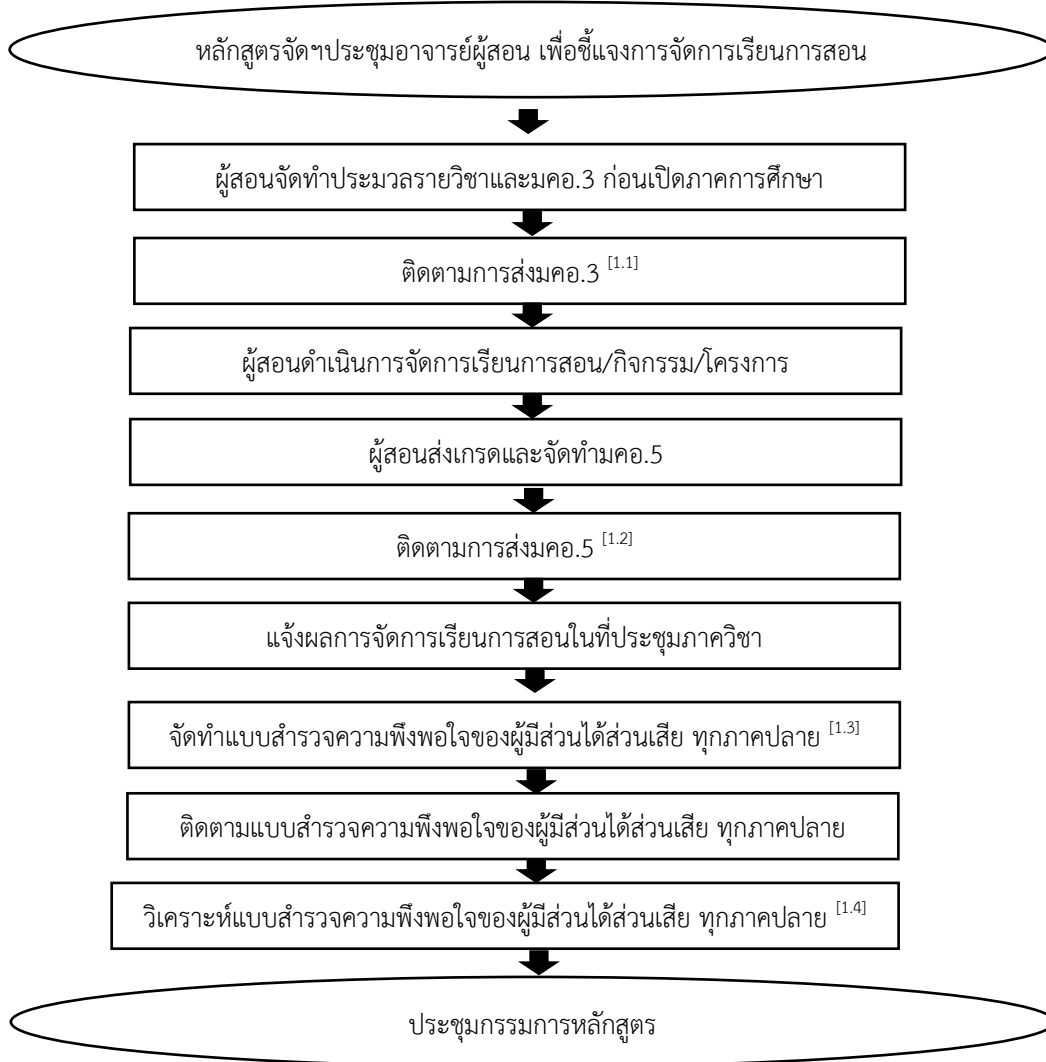 หลักสูตรจัดฯประชุมอาจารย์ผู้สอน เพื่อชี้แจงการจัดการเรียนการสอน
ผู้สอนจัดทำประมวลรายวิชาและมคอ.3 ก่อนเปิดภาคการศึกษา
ติดตามการส่งมคอ.3 [1.1]
ผู้สอนดำเนินการจัดการเรียนการสอน/กิจกรรม/โครงการ
ผู้สอนส่งเกรดและจัดทำมคอ.5
ติดตามการส่งมคอ.5 [1.2]
แจ้งผลการจัดการเรียนการสอนในที่ประชุมภาควิชา
จัดทำแบบสำรวจความพึงพอใจของผู้มีส่วนได้ส่วนเสีย ทุกภาคปลาย [1.3]
ติดตามแบบสำรวจความพึงพอใจของผู้มีส่วนได้ส่วนเสีย ทุกภาคปลาย
วิเคราะห์แบบสำรวจความพึงพอใจของผู้มีส่วนได้ส่วนเสีย ทุกภาคปลาย [1.4]
ประชุมกรรมการหลักสูตร